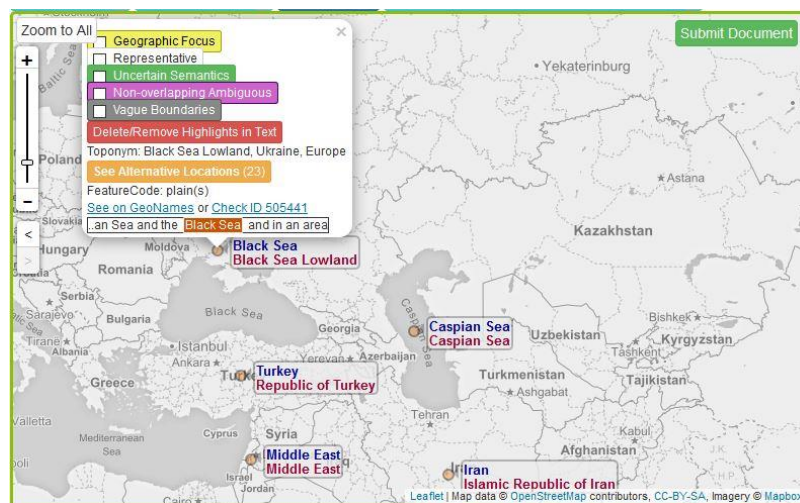 Zoom to All
Submit Document
×
Geographic Focus
Representative
Uncertain Semantics
Non-overlapping Ambiguous
Vague Boundaries
Delete/Remove Highlights in Text
Toponym: Black Sea Lowland, Ukraine, Europe
See Alternative Locations (23)
FeatureCode: plain(s)
See on GeoNames or Check ID 505441
..an Sea and the Black Sea and in an area
+
−
<
>
Baltic Sea
Yekaterinburg
Poland
Astana
Slovakia
Kazakhstan
Hungary
Moldova
Black Sea
Black Sea Lowland
Romania
Serbia
Black Sea
Caspian Sea
Sarajevo
Bulgaria
Georgia
Caspian Sea
Caspian Sea
Uzbekistan
Bishkek
Kyrgyzstan
Tirane
Albania
Istanbul
Ankara
Yerevan
Azerbaijan
Tashkent
Turkey
Republic of Turkey
Turkmenistan
Tajikistan
Greece
Ashgabat
Valletta
Tehran
Mediterranean
Sea
Cyprus
Syria
Kabul
Afghanistan
Middle East
Middle East
Israel
Jordan
Iran
Islamic Republic of Iran
Cairo
Leaflet | Map data © OpenStreetMap contributors, CC-BY-SA, Imagery © Mapbox